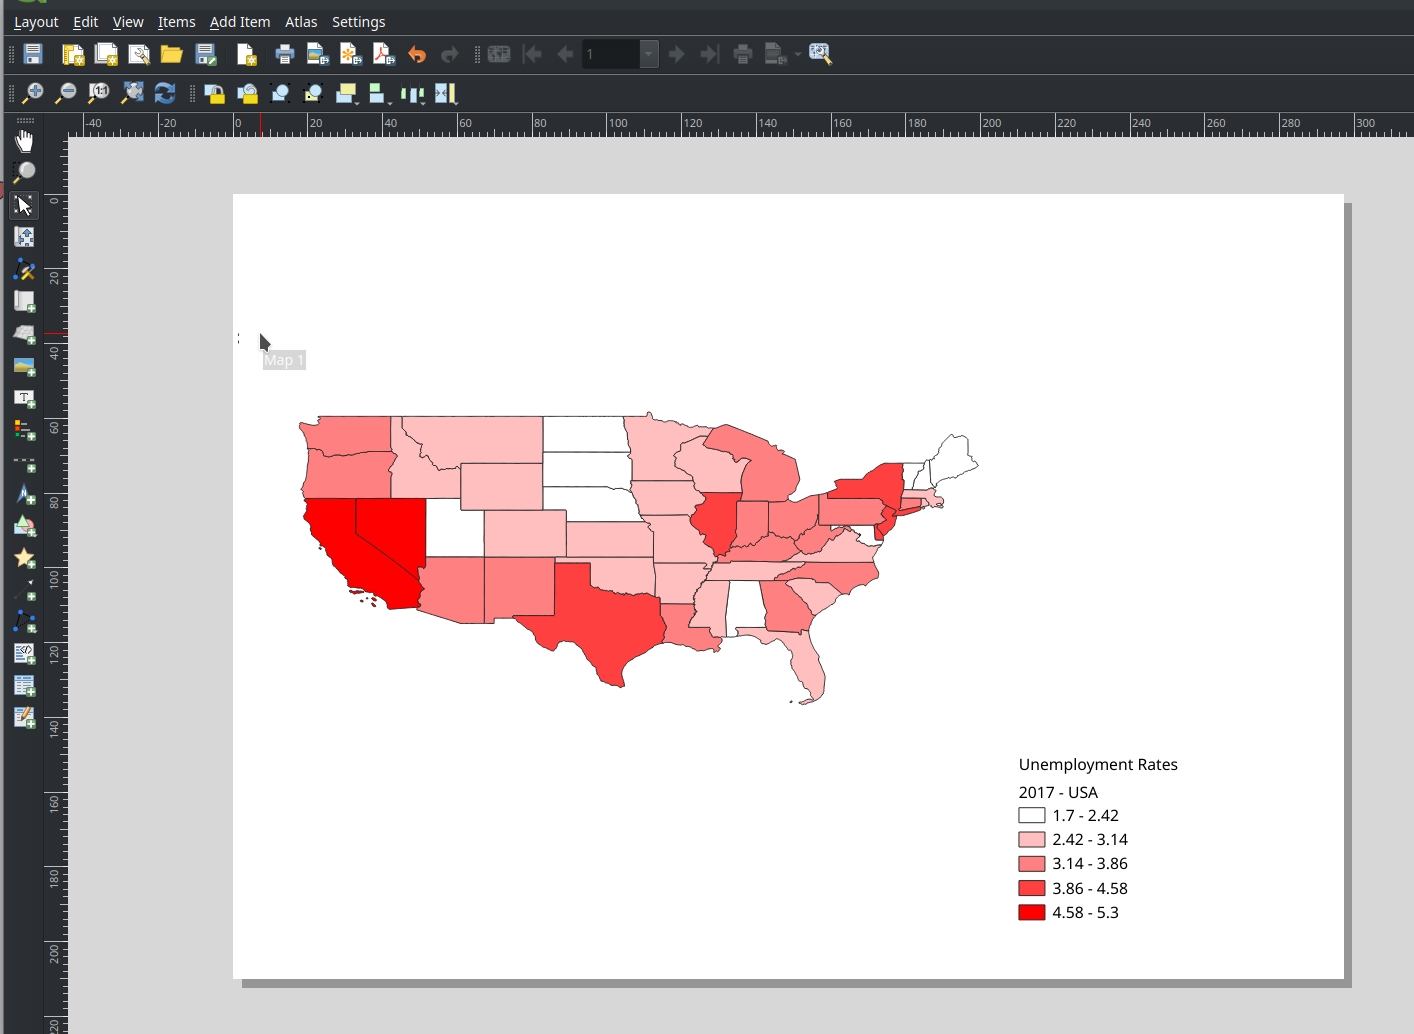 Layout Edit View Items Add Item Atlas Settings
1
1:1
-40 -20 0 20 40 60 80 100 120 140 160 180 200 220 240 260 280 300
0
20
40
60
80
100
120
140
160
180
200
220
Map 1
Unemployment Rates
2017 - USA
1.7 - 2.42
2.42 - 3.14
3.14 - 3.86
3.86 - 4.58
4.58 - 5.3